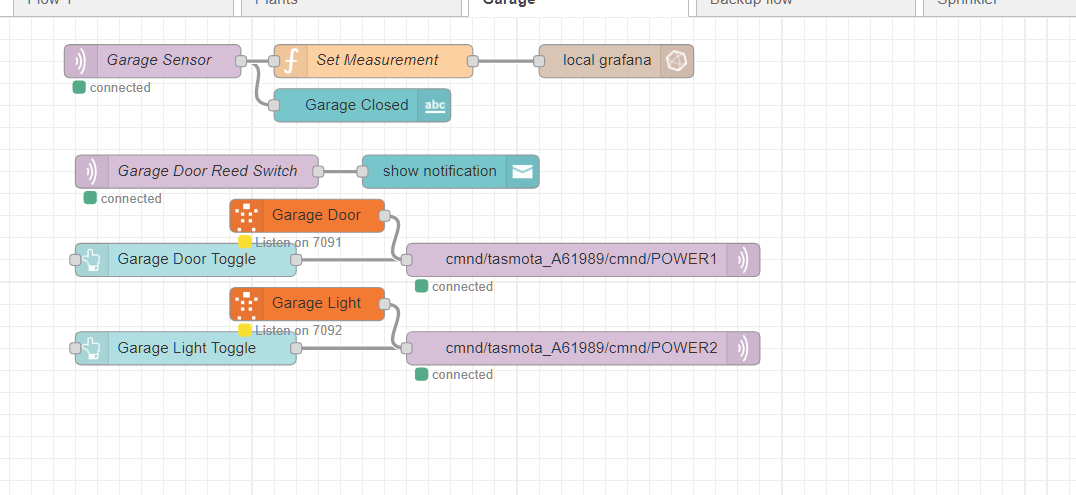 Flow 1
Plants
Garage
Backup flow
Sprinkler
Garage Sensor
connected
Set Measurement
local grafana
Garage Closed
abc
Garage Door Reed Switch
connected
show notification
Garage Door
Listen on 7091
Garage Door Toggle
cmnd/tasmota_A61989/cmnd/POWER1
connected
Garage Light
Listen on 7092
Garage Light Toggle
cmnd/tasmota_A61989/cmnd/POWER2
connected